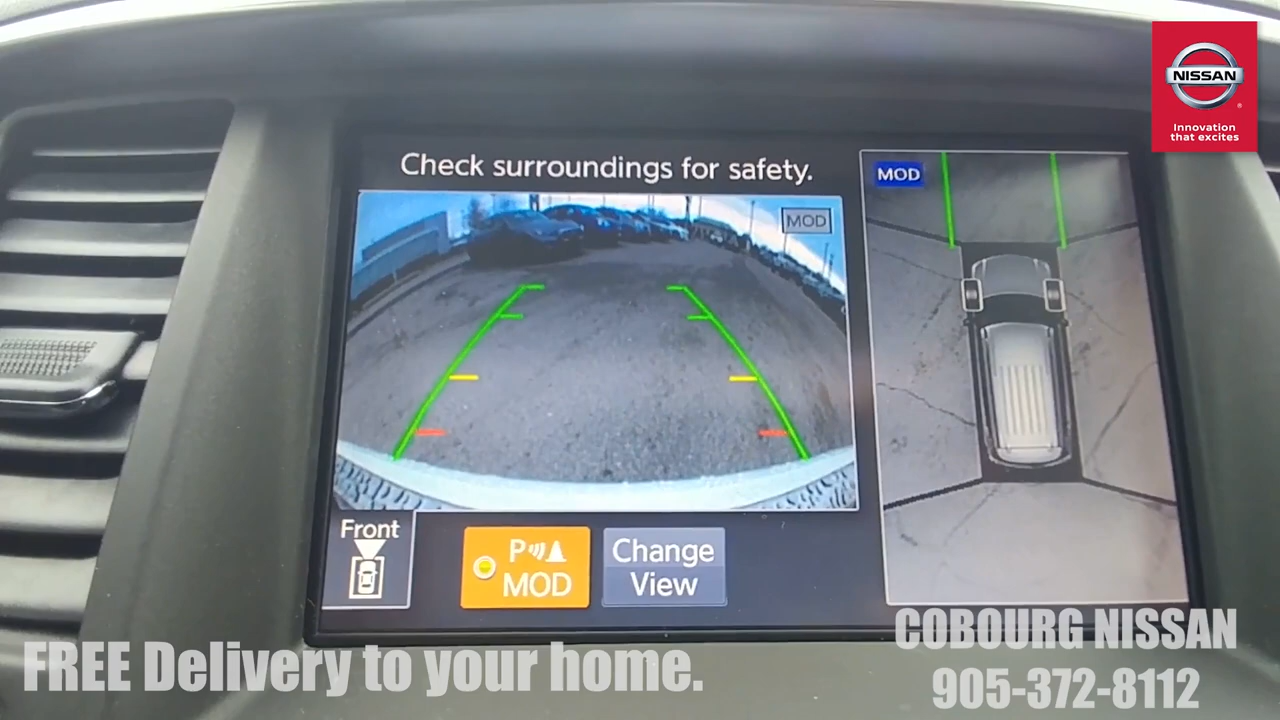 NISSAN
Innovation
that excites
Check surroundings for safety.
MOD
MOD
Front
P
MOD
Change
View
FREE Delivery to your home.
COBOURG NISSAN
905-372-8112